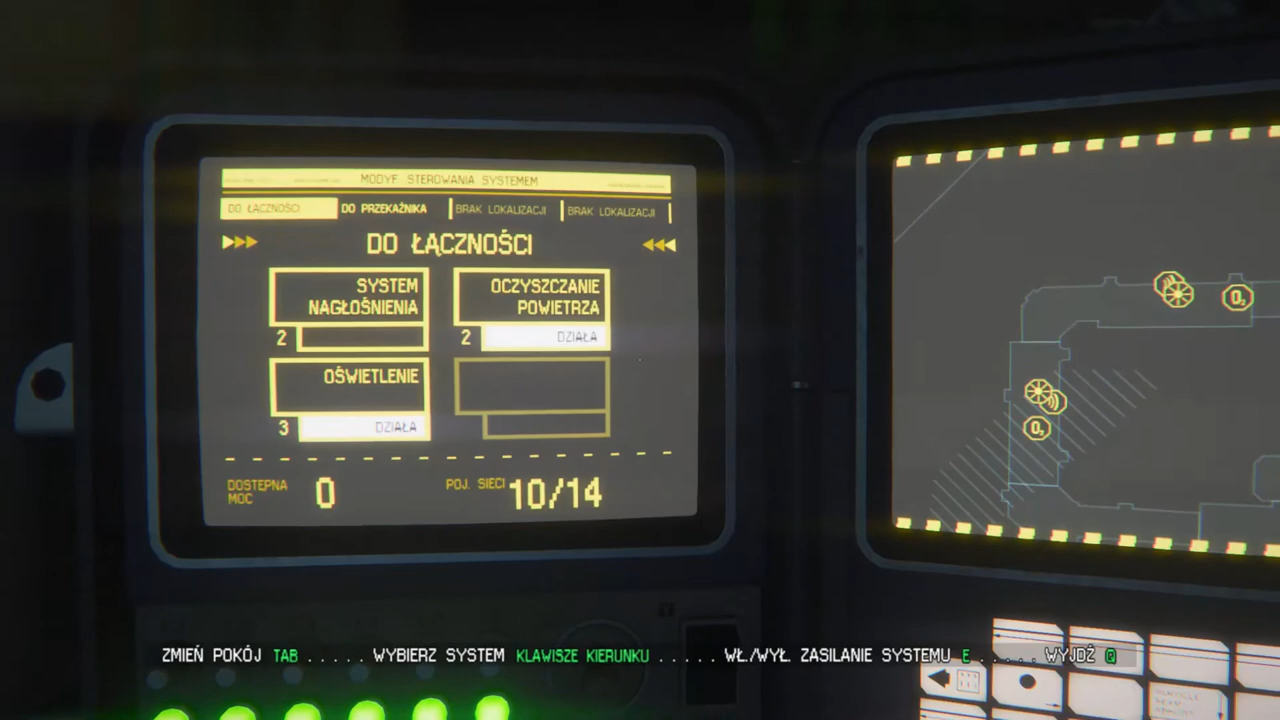 MODYF. STEROWANIA SYSTEMEM
DO ŁĄCZNOŚCI DO PRZEKAŹNIKA BRAK LOKALIZACJI BRAK LOKALIZACJI
DO ŁĄCZNOŚCI
SYSTEM
NAGŁOŚNIENIA
2
OCZYSZCZANIE
POWIETRZA
2 DZIAŁA
OŚWIETLENIE
3 DZIAŁA
DOSTĘPNA
MOC
0
POJ. SIECI 10/14
O₂
O₂
ZMIEŃ POKÓJ TAB ..... WYBIERZ SYSTEM KLAWISZE KIERUNKU ..... WŁ./WYŁ. ZASILANIE SYSTEMU E ..... WYJDŹ Q